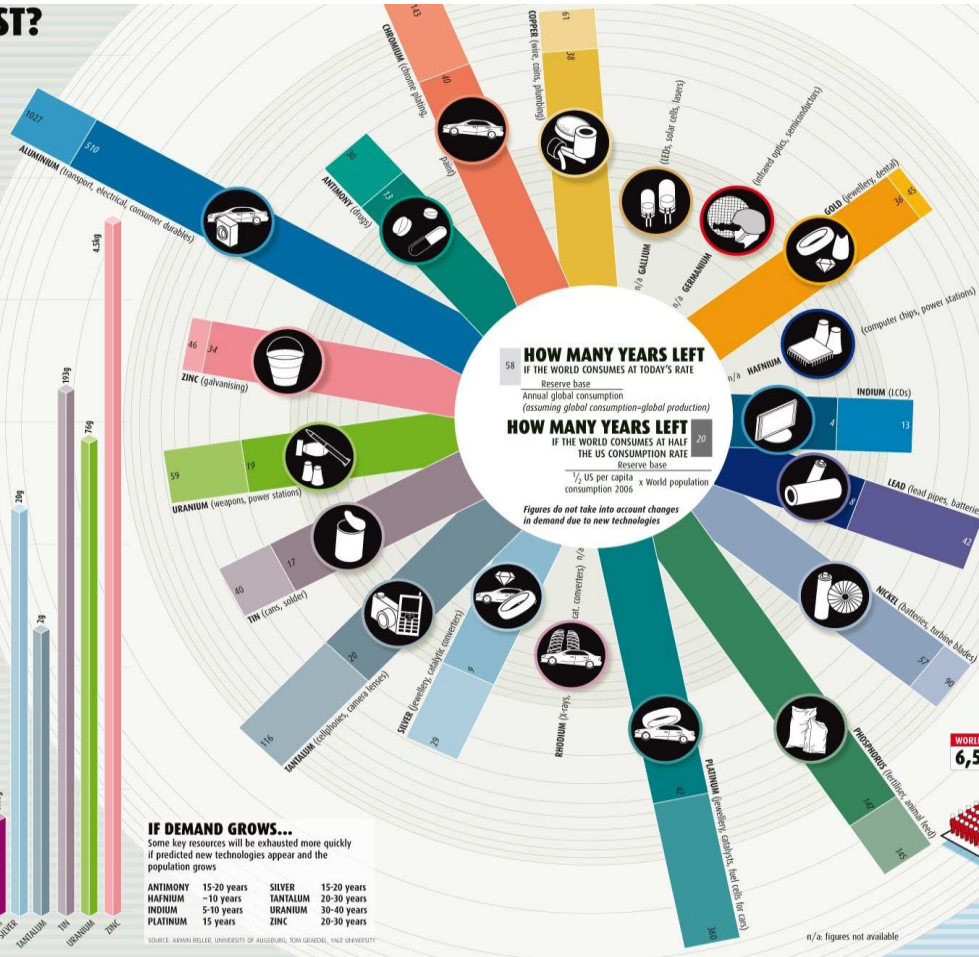 ST?
143
40
CHROMIUM (chrome plating,
paint)
61
38
COPPER (wire, coins, plumbing)
n/a GALLIUM (LEDs, solar cells, lasers)
n/a GERMANIUM (infrared optics, semiconductors)
GOLD (jewellery, dental)
36
45
n/a HAFNIUM (computer chips, power stations)
INDIUM (LCDs)
4
13
LEAD (lead pipes, batteries
8
42
NICKEL (batteries, turbine blades)
57
90
PHOSPHORUS (fertiliser, animal feed)
142
345
PLATINUM (jewellery, catalysts, fuel cells for cars)
42
360
RHODIUM (X-rays, cat. converters) n/a
SILVER (jewellery, catalytic converters)
9
29
TANTALUM (cellphones, camera lenses)
20
116
TIN (cans, solder)
17
40
URANIUM (weapons, power stations)
19
59
ZINC (galvanising)
34
46
ALUMINIUM (transport, electrical, consumer durables)
510
1027
ANTIMONY (drugs)
13
30
58
HOW MANY YEARS LEFT
IF THE WORLD CONSUMES AT TODAY'S RATE
Reserve base
Annual global consumption
(assuming global consumption=global production)
HOW MANY YEARS LEFT
20
IF THE WORLD CONSUMES AT HALF
THE US CONSUMPTION RATE
Reserve base
1/2 US per capita
consumption 2006
x World population
Figures do not take into account changes
in demand due to new technologies
20g
2g
193g
76g
4.5kg
SILVER
TANTALUM
TIN
URANIUM
ZINC
IF DEMAND GROWS...
Some key resources will be exhausted more quickly
if predicted new technologies appear and the
population grows
ANTIMONY 15-20 years SILVER 15-20 years
HAFNIUM ~10 years TANTALUM 20-30 years
INDIUM 5-10 years URANIUM 30-40 years
PLATINUM 15 years ZINC 20-30 years
SOURCE: ARMIN RELLER, UNIVERSITY OF AUGSBURG; TOM GRAEDEL, YALE UNIVERSITY
WORL
6,5
n/a: figures not available